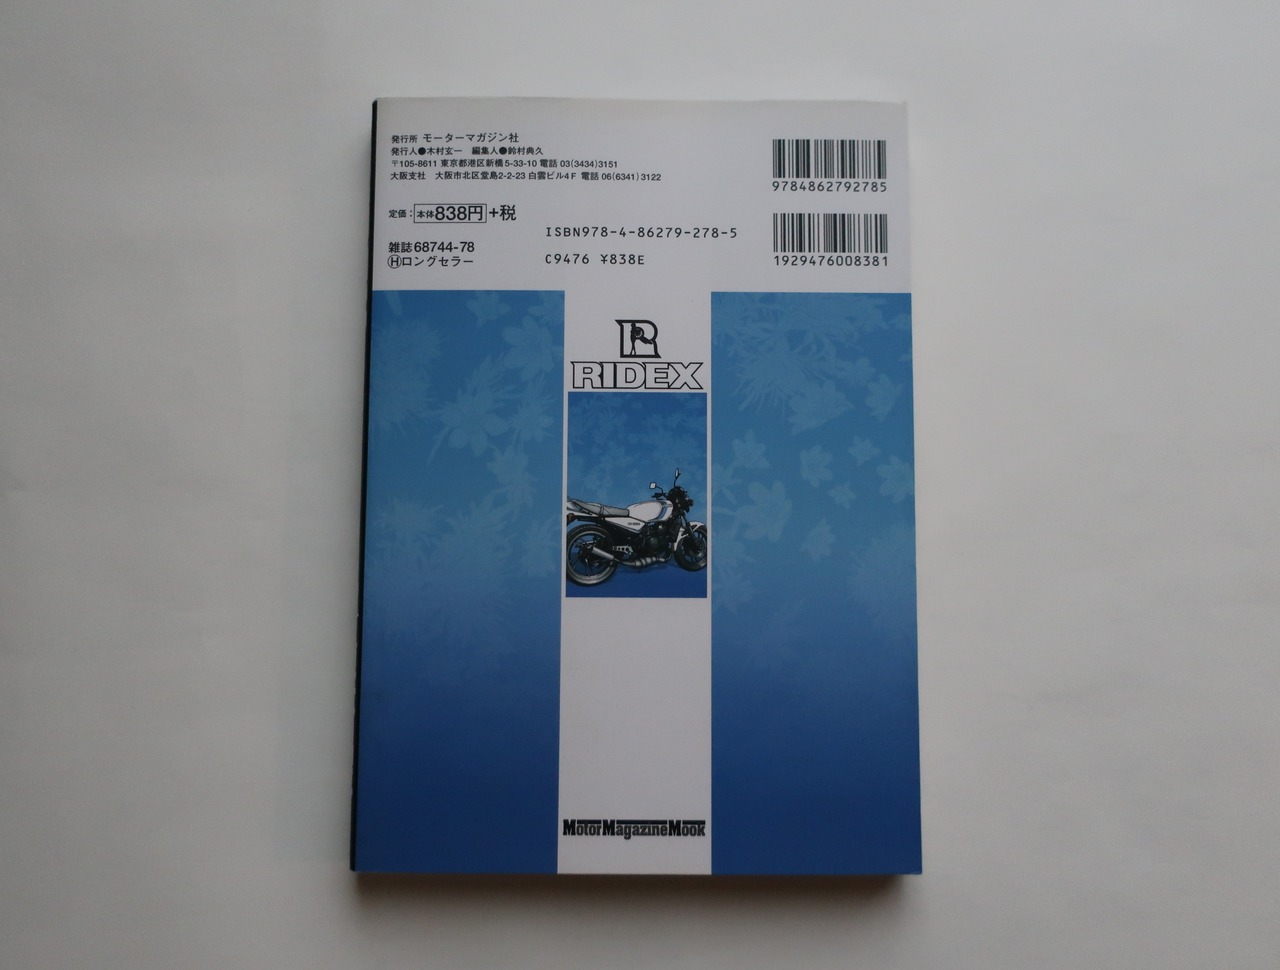 発行所 モーターマガジン社
発行人●木村玄一 編集人●鈴村典久
〒105-8611 東京都港区新橋5-33-10 電話 03(3434)3151
大阪支社 大阪市北区堂島2-2-23 白雲ビル4F 電話 06(6341)3122
9784862792785
定価：本体838円+税
ISBN978-4-86279-278-5
雑誌68744-78
Ⓗロングセラー
C9476 ¥838E
1929476008381
R
RIDEX
MotorMagazineMook